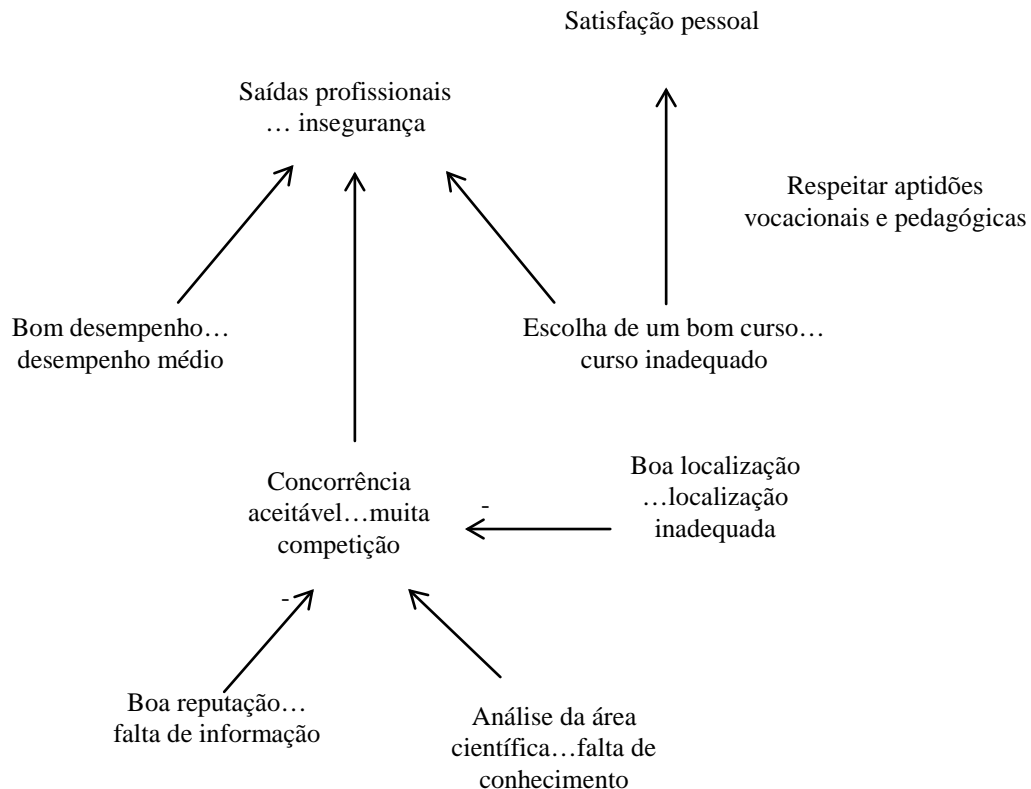 Satisfação pessoal
Saídas profissionais
… insegurança
Respeitar aptidões
vocacionais e pedagógicas
Bom desempenho…
desempenho médio
Escolha de um bom curso…
curso inadequado
Concorrência
aceitável…muita
competição
-
Boa localização
…localização
inadequada
-
Boa reputação…
falta de informação
Análise da área
científica…falta de
conhecimento